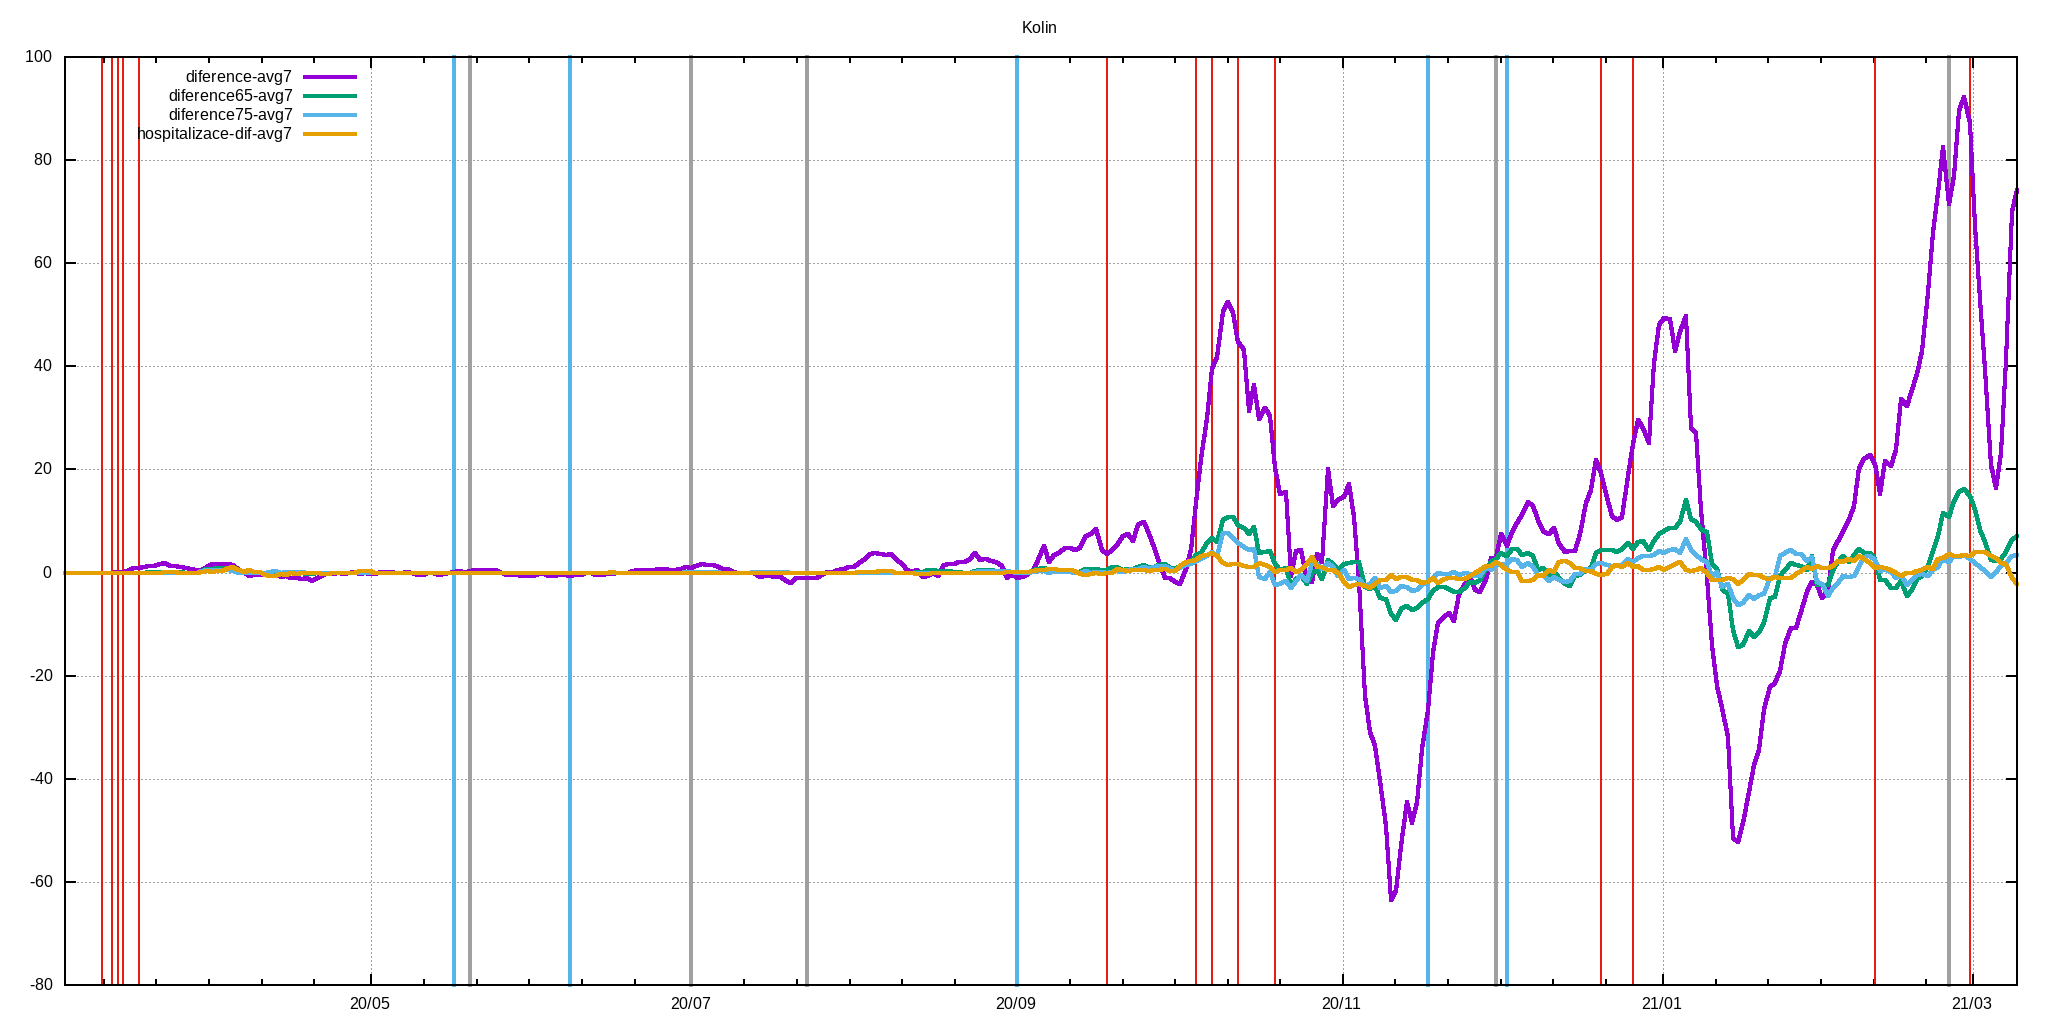 Kolin
100
diference-avg7
diference65-avg7
diference75-avg7
hospitalizace-dif-avg7
80
60
40
20
0
-20
-40
-60
-80
20/05 20/07 20/09 20/11 21/01 21/03